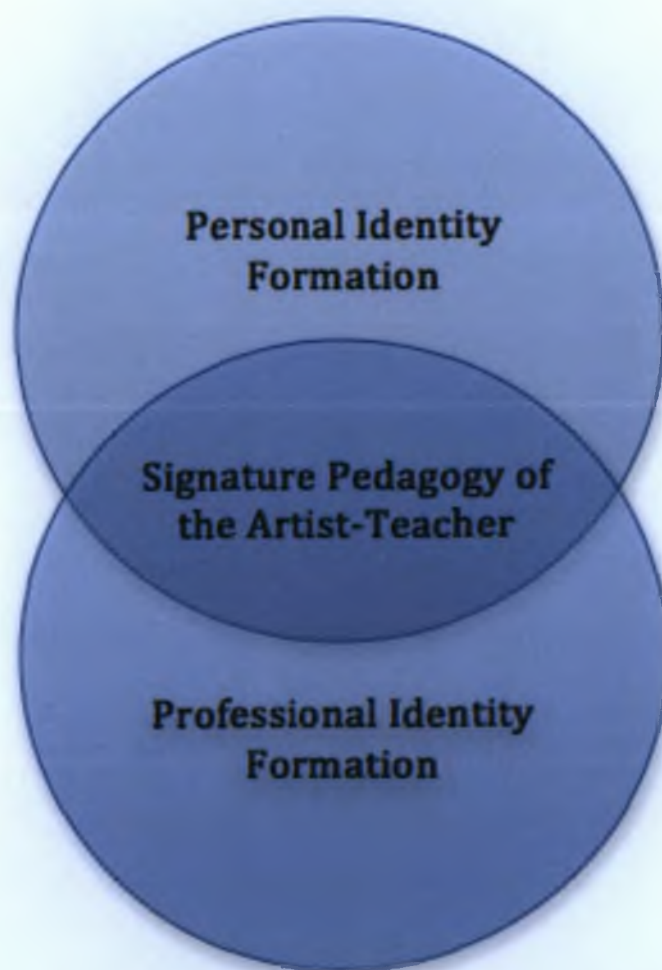 Personal Identity
Formation
Signature Pedagogy of
the Artist-Teacher
Professional Identity
Formation